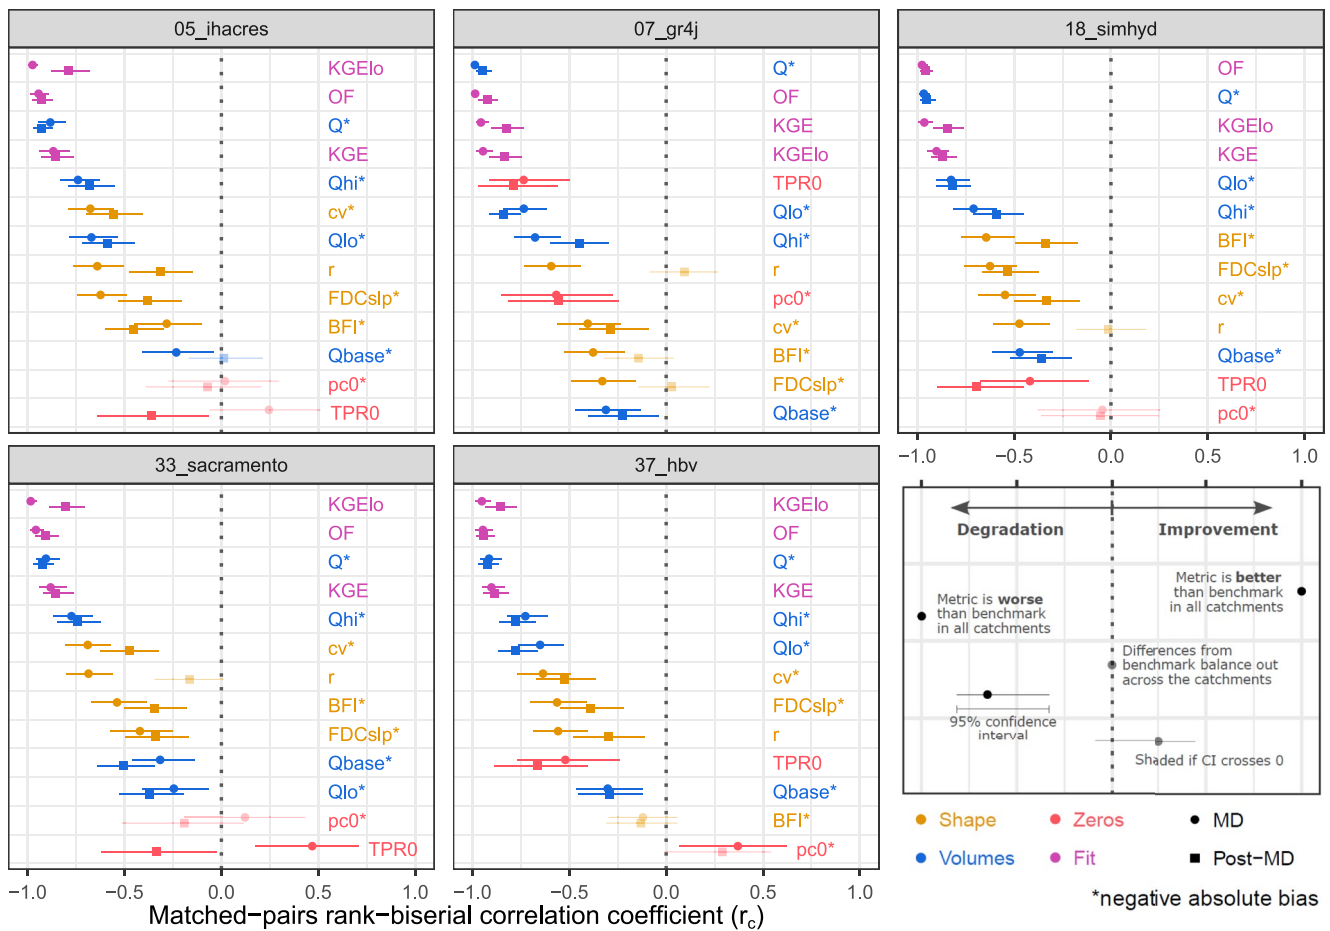 05_ihacres
KGElo
OF
Q*
KGE
Qhi*
cv*
Qlo*
r
FDCslp*
BFI*
Qbase*
pc0*
TPR0
07_gr4j
Q*
OF
KGE
KGElo
TPR0
Qlo*
Qhi*
r
pc0*
cv*
BFI*
FDCslp*
Qbase*
18_simhyd
OF
Q*
KGElo
KGE
Qlo*
Qhi*
BFI*
FDCslp*
cv*
r
Qbase*
TPR0
pc0*
−1.0 −0.5 0.0 0.5 1.0
33_sacramento
KGElo
OF
Q*
KGE
Qhi*
cv*
r
BFI*
FDCslp*
Qbase*
Qlo*
pc0*
TPR0
−1.0 −0.5 0.0 0.5 1.0
37_hbv
KGElo
OF
Q*
KGE
Qhi*
Qlo*
cv*
FDCslp*
r
TPR0
Qbase*
BFI*
pc0*
−1.0 −0.5 0.0 0.5 1.0
Matched−pairs rank−biserial correlation coefficient (rc)
Degradation Improvement
Metric is better
than benchmark
in all catchments
Metric is worse
than benchmark
in all catchments
Differences from
benchmark balance out
across the catchments
95% confidence
interval
Shaded if CI crosses 0
Shape Zeros MD
Volumes Fit Post−MD
*negative absolute bias